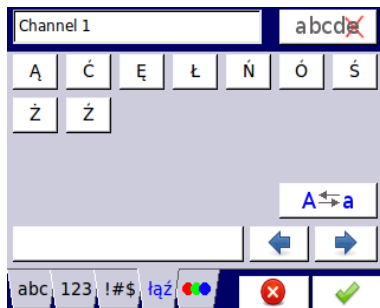 Channel 1 abcde
Ą Ć Ę Ł Ń Ó Ś
Ż Ź
A a
abc 123 !#$ łąź